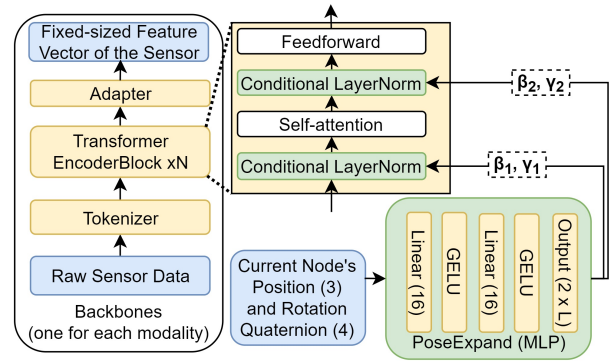 Fixed-sized Feature
Vector of the Sensor
Adapter
Transformer
EncoderBlock xN
Tokenizer
Raw Sensor Data
Backbones
(one for each modality)
Feedforward
Conditional LayerNorm
Self-attention
Conditional LayerNorm
β₂, γ₂
β₁, γ₁
Current Node's
Position (3)
and Rotation
Quaternion (4)
Linear (16)
GELU
Linear (16)
GELU
Output (2 x L)
PoseExpand (MLP)